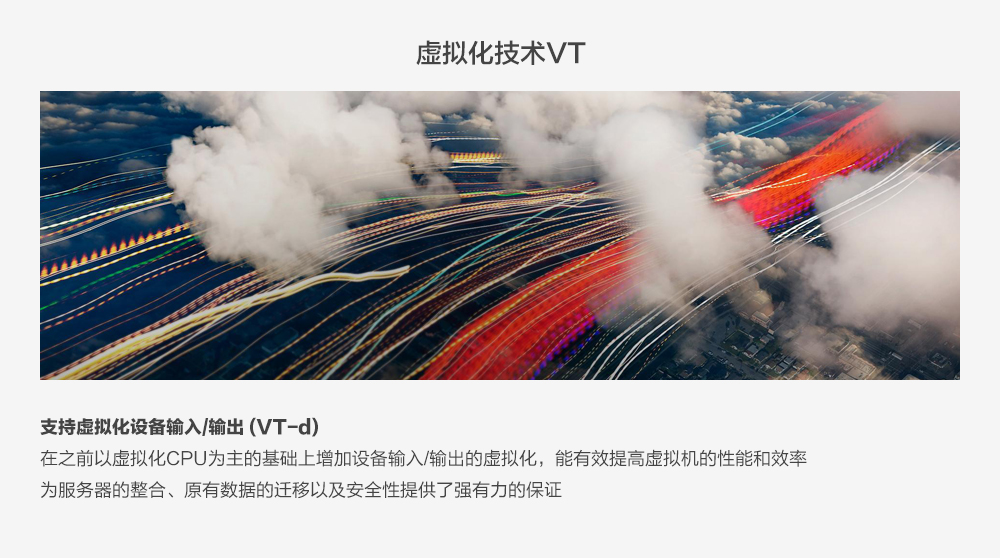 虚拟化技术VT
支持虚拟化设备输入/输出 (VT-d)
在之前以虚拟化CPU为主的基础上增加设备输入/输出的虚拟化，能有效提高虚拟机的性能和效率
为服务器的整合、原有数据的迁移以及安全性提供了强有力的保证